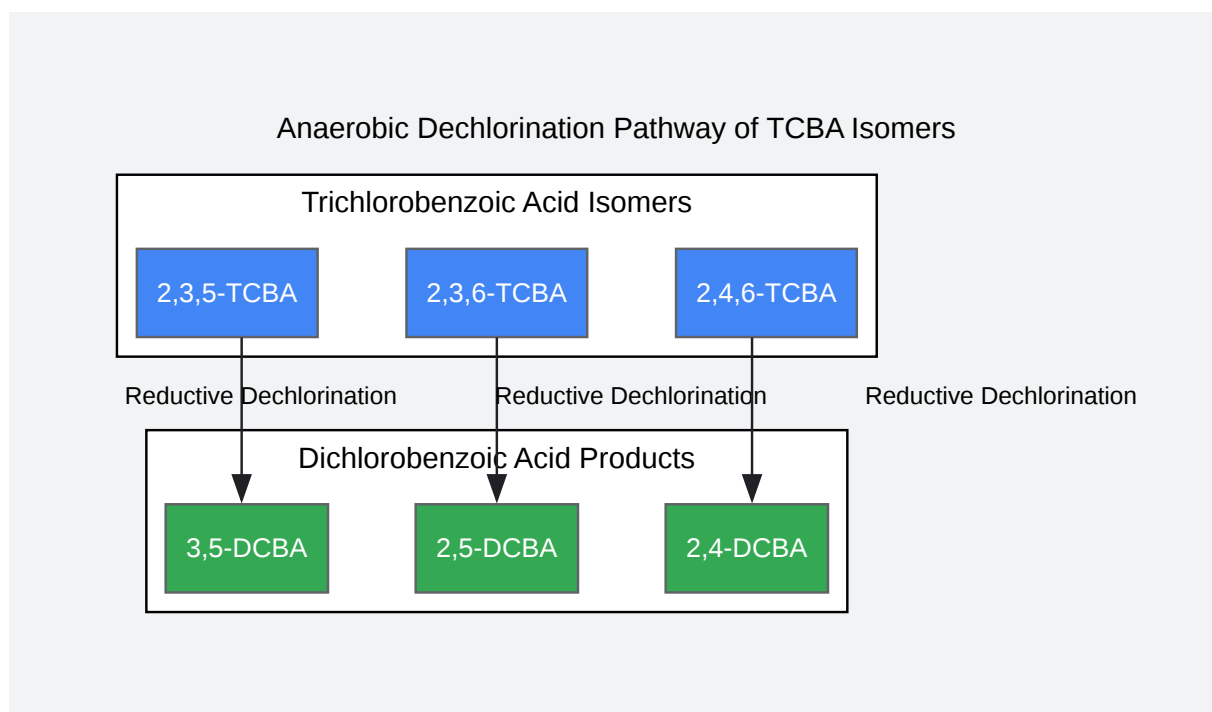 Anaerobic Dechlorination Pathway of TCBA Isomers
Trichlorobenzoic Acid Isomers
2,3,5-TCBA
2,3,6-TCBA
2,4,6-TCBA
Reductive Dechlorination
Reductive Dechlorination
Reductive Dechlorination
Dichlorobenzoic Acid Products
3,5-DCBA
2,5-DCBA
2,4-DCBA